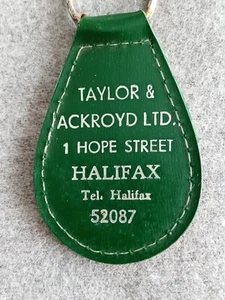 TAYLOR &
ACKROYD LTD.
1 HOPE STREET
HALIFAX
Tel. Halifax
52087